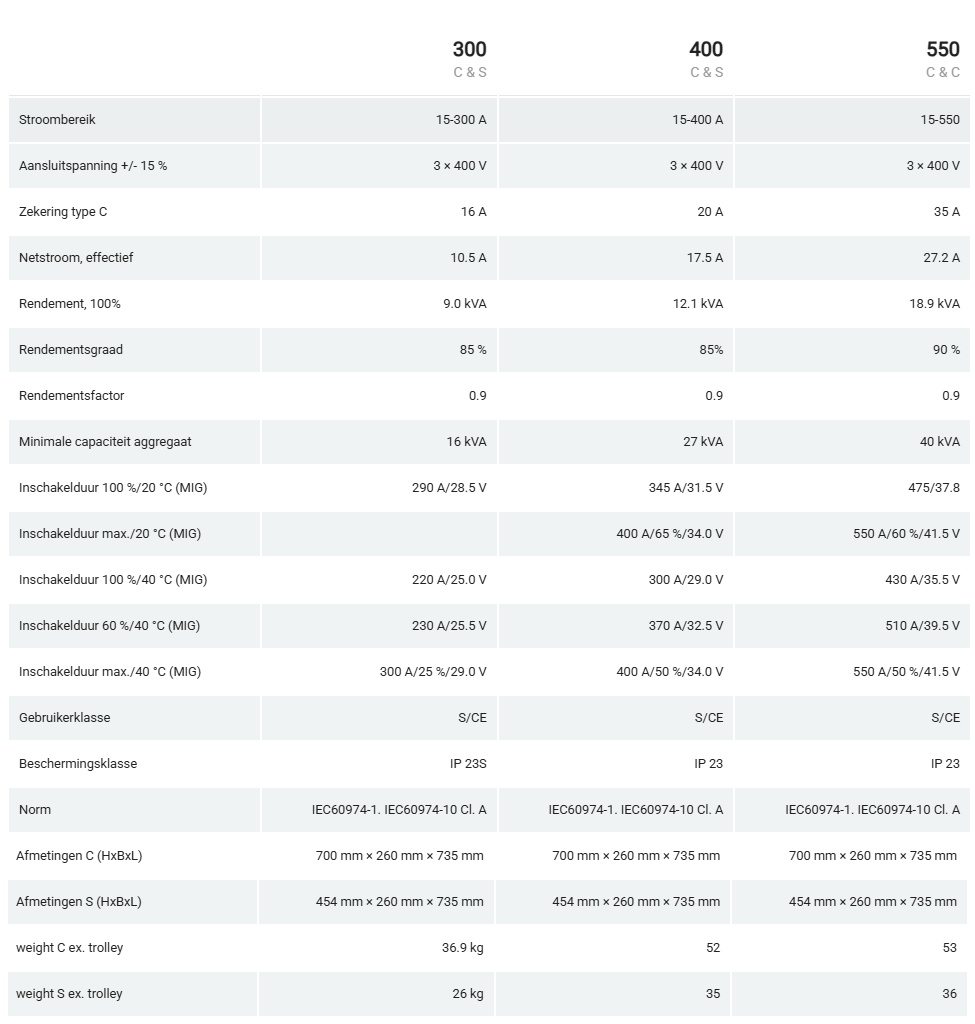 300 400 550
C & S C & S C & C
Stroombereik 15-300 A 15-400 A 15-550
Aansluitspanning +/- 15 % 3 × 400 V 3 × 400 V 3 × 400 V
Zekering type C 16 A 20 A 35 A
Netstroom, effectief 10.5 A 17.5 A 27.2 A
Rendement, 100% 9.0 kVA 12.1 kVA 18.9 kVA
Rendementsgraad 85 % 85% 90 %
Rendementsfactor 0.9 0.9 0.9
Minimale capaciteit aggregaat 16 kVA 27 kVA 40 kVA
Inschakelduur 100 %/20 °C (MIG) 290 A/28.5 V 345 A/31.5 V 475/37.8
Inschakelduur max./20 °C (MIG) 400 A/65 %/34.0 V 550 A/60 %/41.5 V
Inschakelduur 100 %/40 °C (MIG) 220 A/25.0 V 300 A/29.0 V 430 A/35.5 V
Inschakelduur 60 %/40 °C (MIG) 230 A/25.5 V 370 A/32.5 V 510 A/39.5 V
Inschakelduur max./40 °C (MIG) 300 A/25 %/29.0 V 400 A/50 %/34.0 V 550 A/50 %/41.5 V
Gebruikerklasse S/CE S/CE S/CE
Beschermingsklasse IP 23S IP 23 IP 23
Norm IEC60974-1. IEC60974-10 Cl. A IEC60974-1. IEC60974-10 Cl. A IEC60974-1. IEC60974-10 Cl. A
Afmetingen C (HxBxL) 700 mm × 260 mm × 735 mm 700 mm × 260 mm × 735 mm 700 mm × 260 mm × 735 mm
Afmetingen S (HxBxL) 454 mm × 260 mm × 735 mm 454 mm × 260 mm × 735 mm 454 mm × 260 mm × 735 mm
weight C ex. trolley 36.9 kg 52 53
weight S ex. trolley 26 kg 35 36